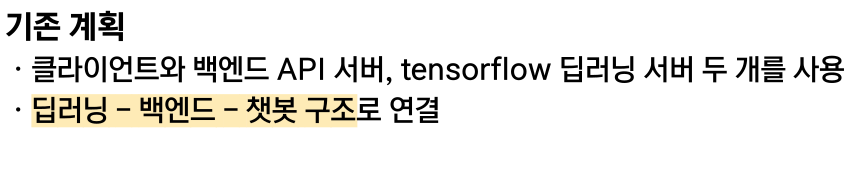 기존 계획
· 클라이언트와 백엔드 API 서버, tensorflow 딥러닝 서버 두 개를 사용
· 딥러닝 – 백엔드 – 챗봇 구조로 연결